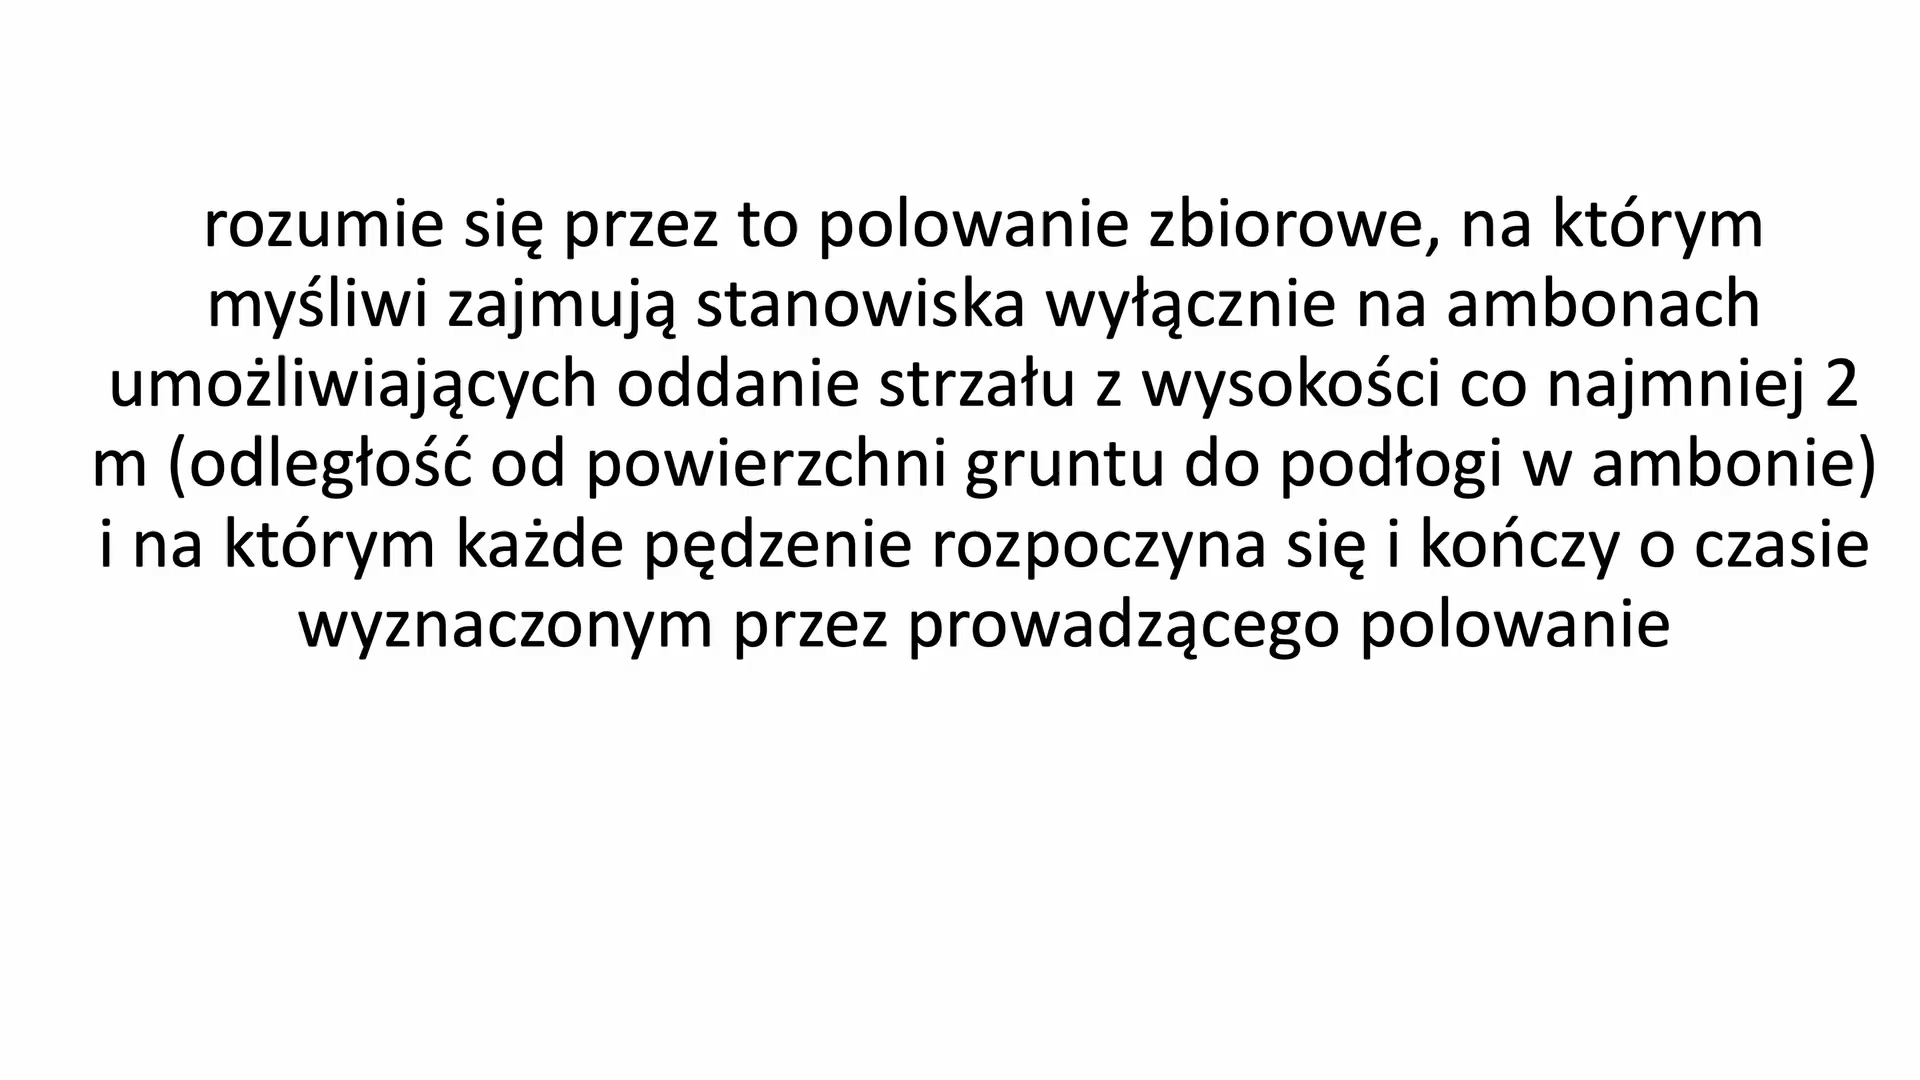 rozumie się przez to polowanie zbiorowe, na którym
myśliwi zajmują stanowiska wyłącznie na ambonach
umożliwiających oddanie strzału z wysokości co najmniej 2
m (odległość od powierzchni gruntu do podłogi w ambonie)
i na którym każde pędzenie rozpoczyna się i kończy o czasie
wyznaczonym przez prowadzącego polowanie